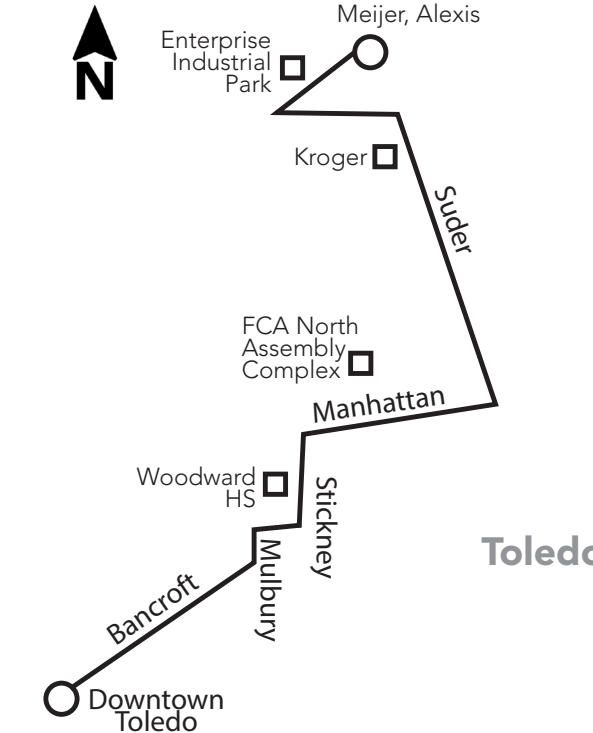 Meijer, Alexis
Enterprise
Industrial
Park
N
Kroger
Suder
FCA North
Assembly
Complex
Manhattan
Woodward
HS
Stickney
Mulbury
Toledo
Bancroft
Downtown
Toledo